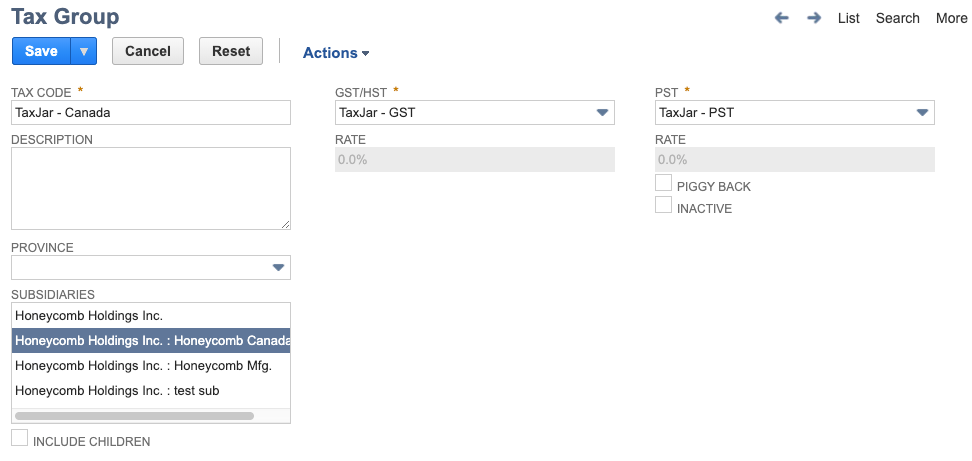 Tax Group
List Search More
Save Cancel Reset Actions
TAX CODE *
TaxJar - Canada
DESCRIPTION
PROVINCE
SUBSIDIARIES
Honeycomb Holdings Inc.
Honeycomb Holdings Inc. : Honeycomb Canada
Honeycomb Holdings Inc. : Honeycomb Mfg.
Honeycomb Holdings Inc. : test sub
INCLUDE CHILDREN
GST/HST *
TaxJar - GST
RATE
0.0%
PST *
TaxJar - PST
RATE
0.0%
PIGGY BACK
INACTIVE